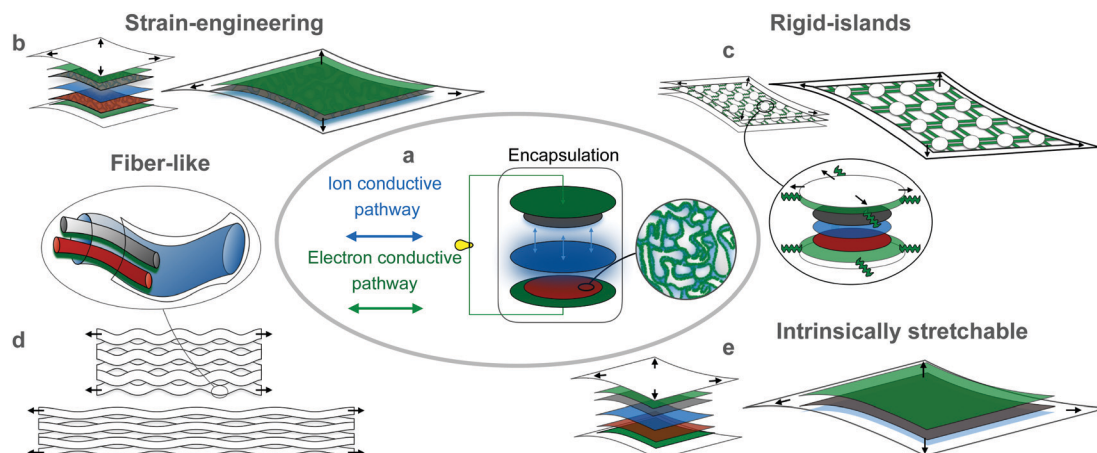 Strain-engineering
Rigid-islands
b
c
Fiber-like
a
Encapsulation
Ion conductive
pathway
Electron conductive
pathway
d
Intrinsically stretchable
e